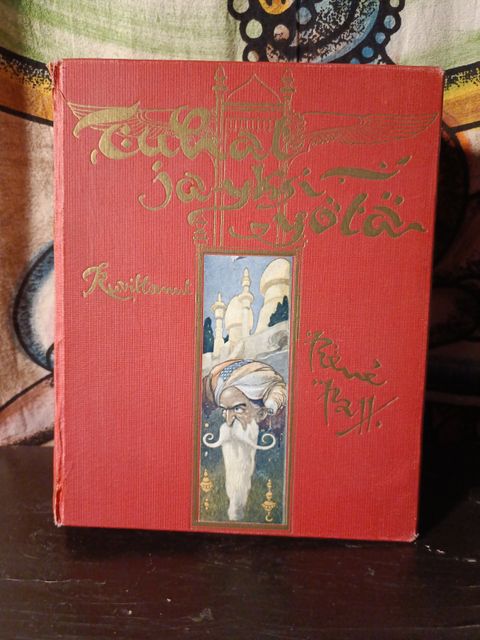 Tuhat
ja yksi
yötä
Kuvittanut
René
Bull.